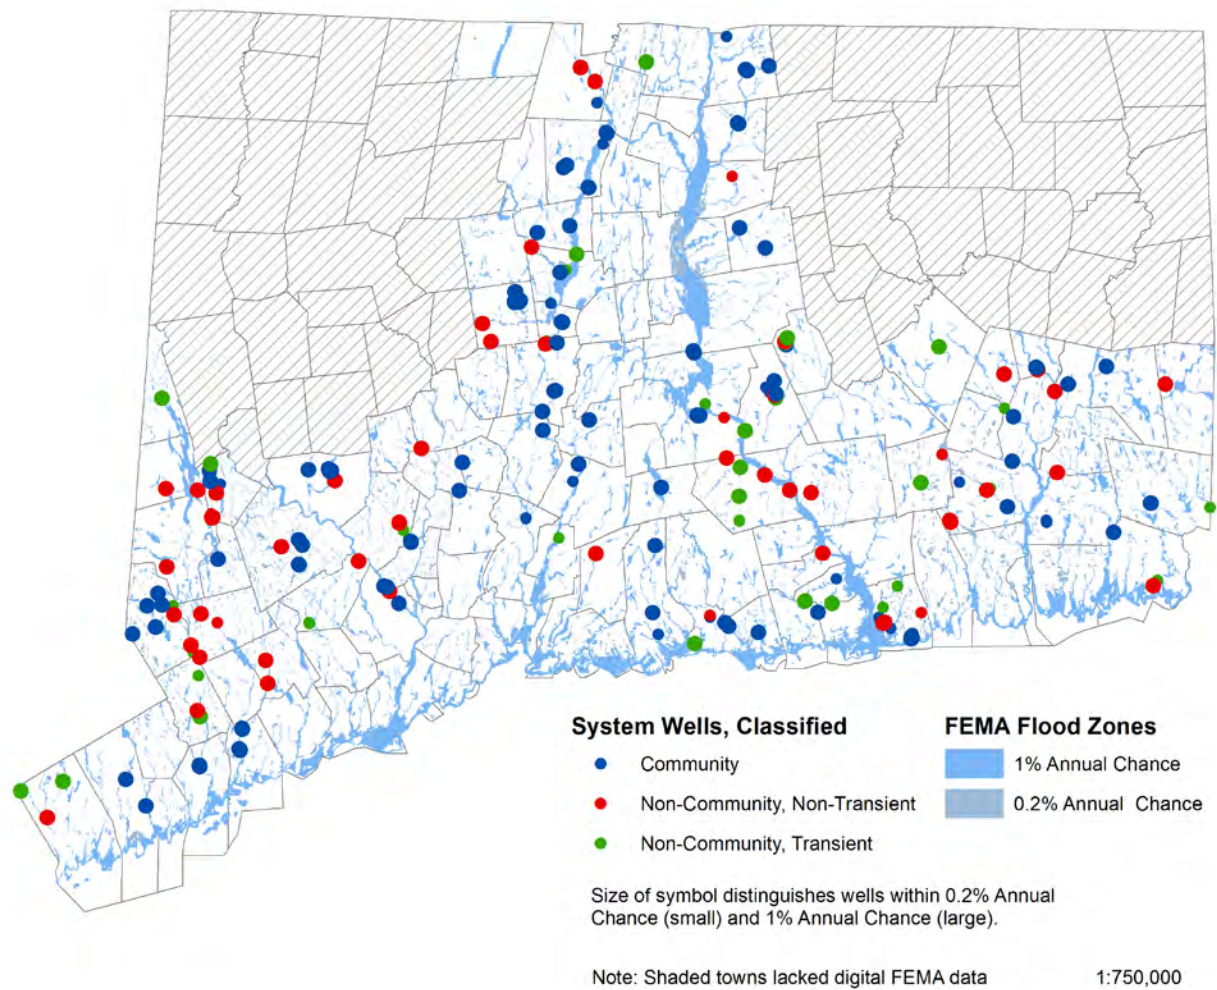 System Wells, Classified
Community
Non-Community, Non-Transient
Non-Community, Transient
FEMA Flood Zones
1% Annual Chance
0.2% Annual Chance
Size of symbol distinguishes wells within 0.2% Annual
Chance (small) and 1% Annual Chance (large).
Note: Shaded towns lacked digital FEMA data
1:750,000